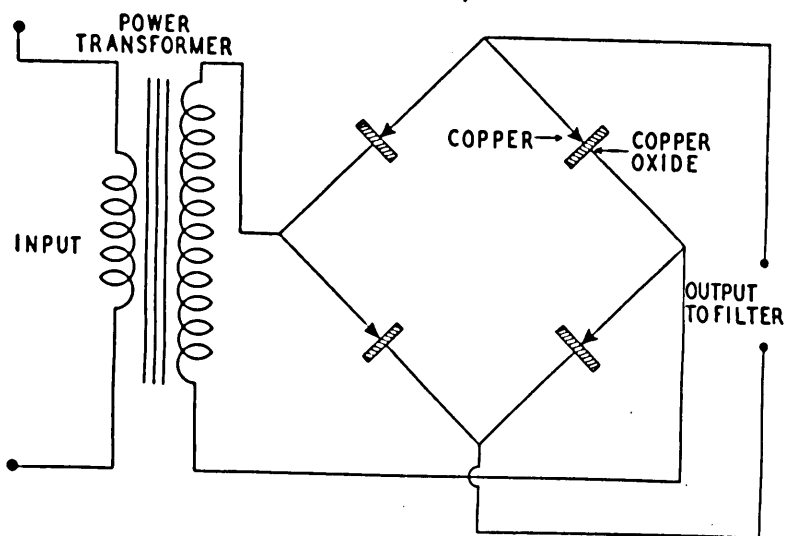 POWER
TRANSFORMER
COPPER
COPPER
OXIDE
INPUT
OUTPUT
TO FILTER